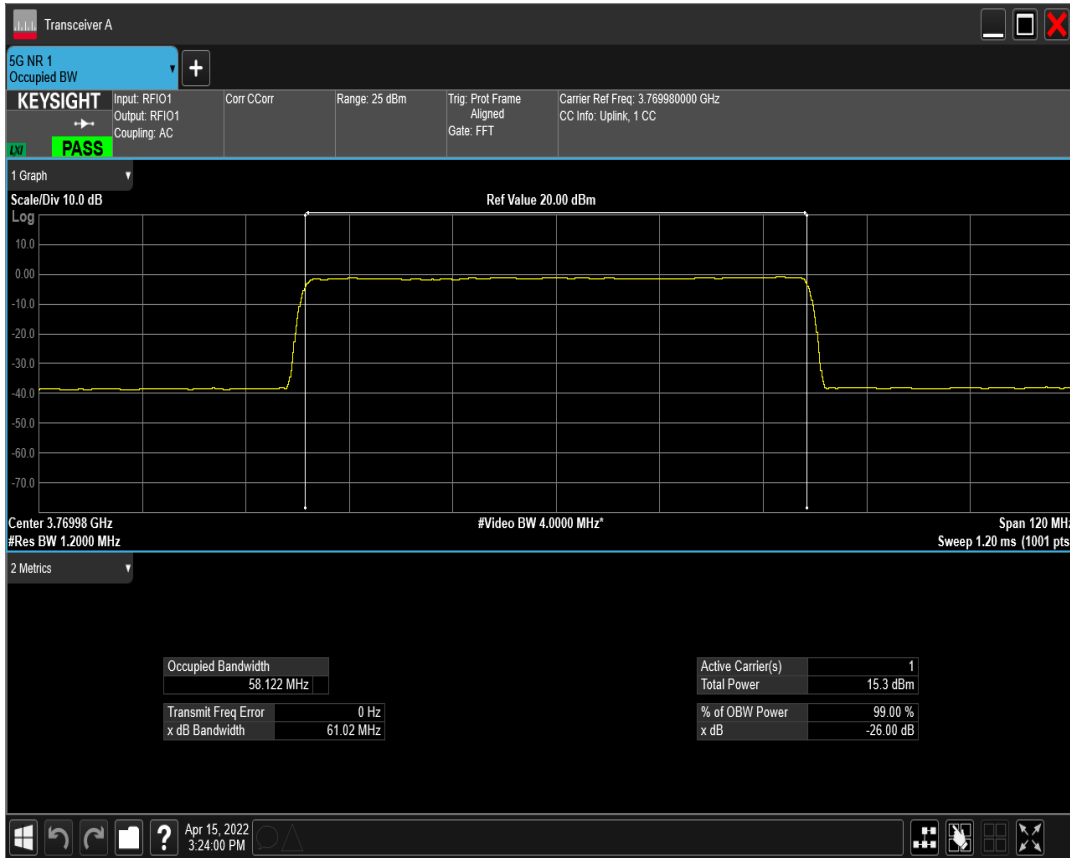 Transceiver A
5G NR 1
Occupied BW
KEYSIGHT
LXI
PASS
Input: RFIO1
Output: RFIO1
Coupling: AC
Corr CCorr
Range: 25 dBm
Trig: Prot Frame
Aligned
Gate: FFT
Carrier Ref Freq: 3.769980000 GHz
CC Info: Uplink, 1 CC
1 Graph
Scale/Div 10.0 dB
Ref Value 20.00 dBm
Log
10.0
0.00
-10.0
-20.0
-30.0
-40.0
-50.0
-60.0
-70.0
Center 3.76998 GHz
#Video BW 4.0000 MHz*
Span 120 MHz
#Res BW 1.2000 MHz
Sweep 1.20 ms (1001 pts
2 Metrics
Occupied Bandwidth
58.122 MHz
Transmit Freq Error 0 Hz
x dB Bandwidth 61.02 MHz
Active Carrier(s) 1
Total Power 15.3 dBm
% of OBW Power 99.00 %
x dB -26.00 dB
?
Apr 15, 2022
3:24:00 PM